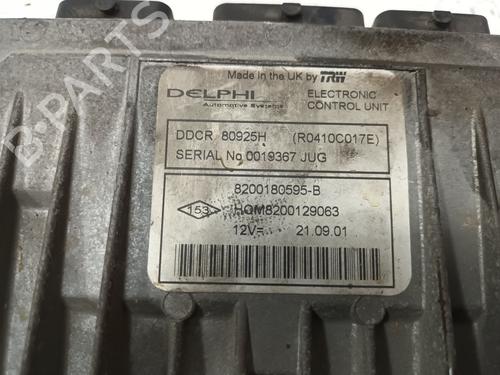 Made in the UK by TRW
DELPHI
Automotive Systems
ELECTRONIC
CONTROL UNIT
DDCR 80925H (R0410C017E)
SERIAL No 0019367 JUG
8200180595-B
153 HOM8200129063
12V= 21.09.01
B-PARTS